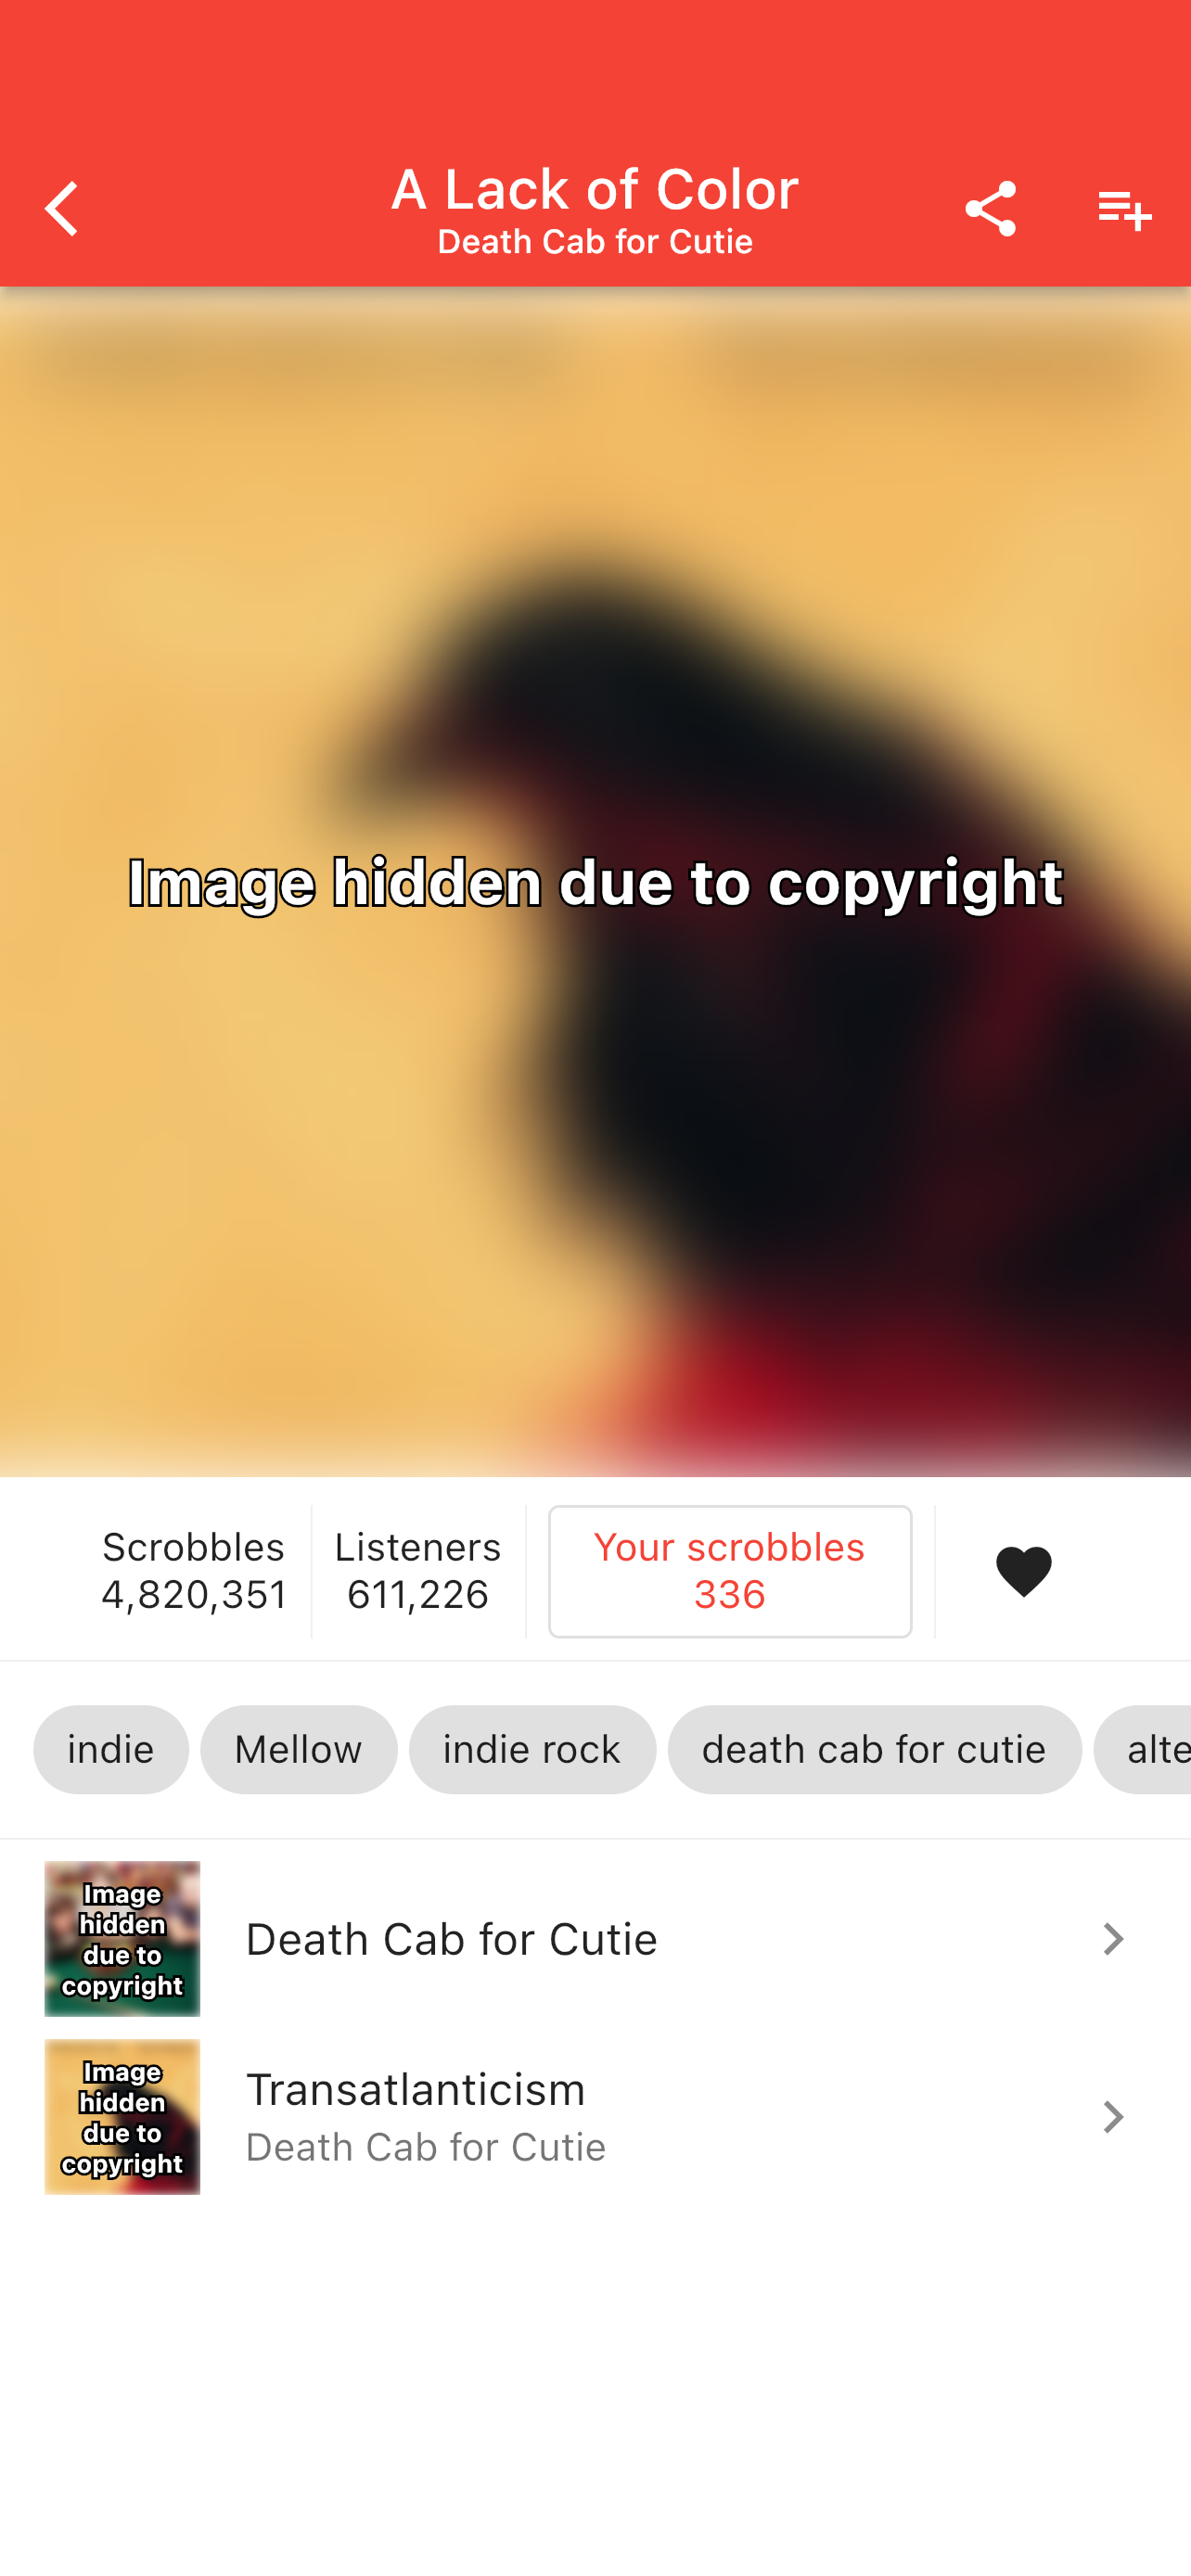 A Lack of Color
Death Cab for Cutie
Image hidden due to copyright
Scrobbles
4,820,351
Listeners
611,226
Your scrobbles
336
indie
Mellow
indie rock
death cab for cutie
alte
Image
hidden
due to
copyright
Death Cab for Cutie
Image
hidden
due to
copyright
Transatlanticism
Death Cab for Cutie